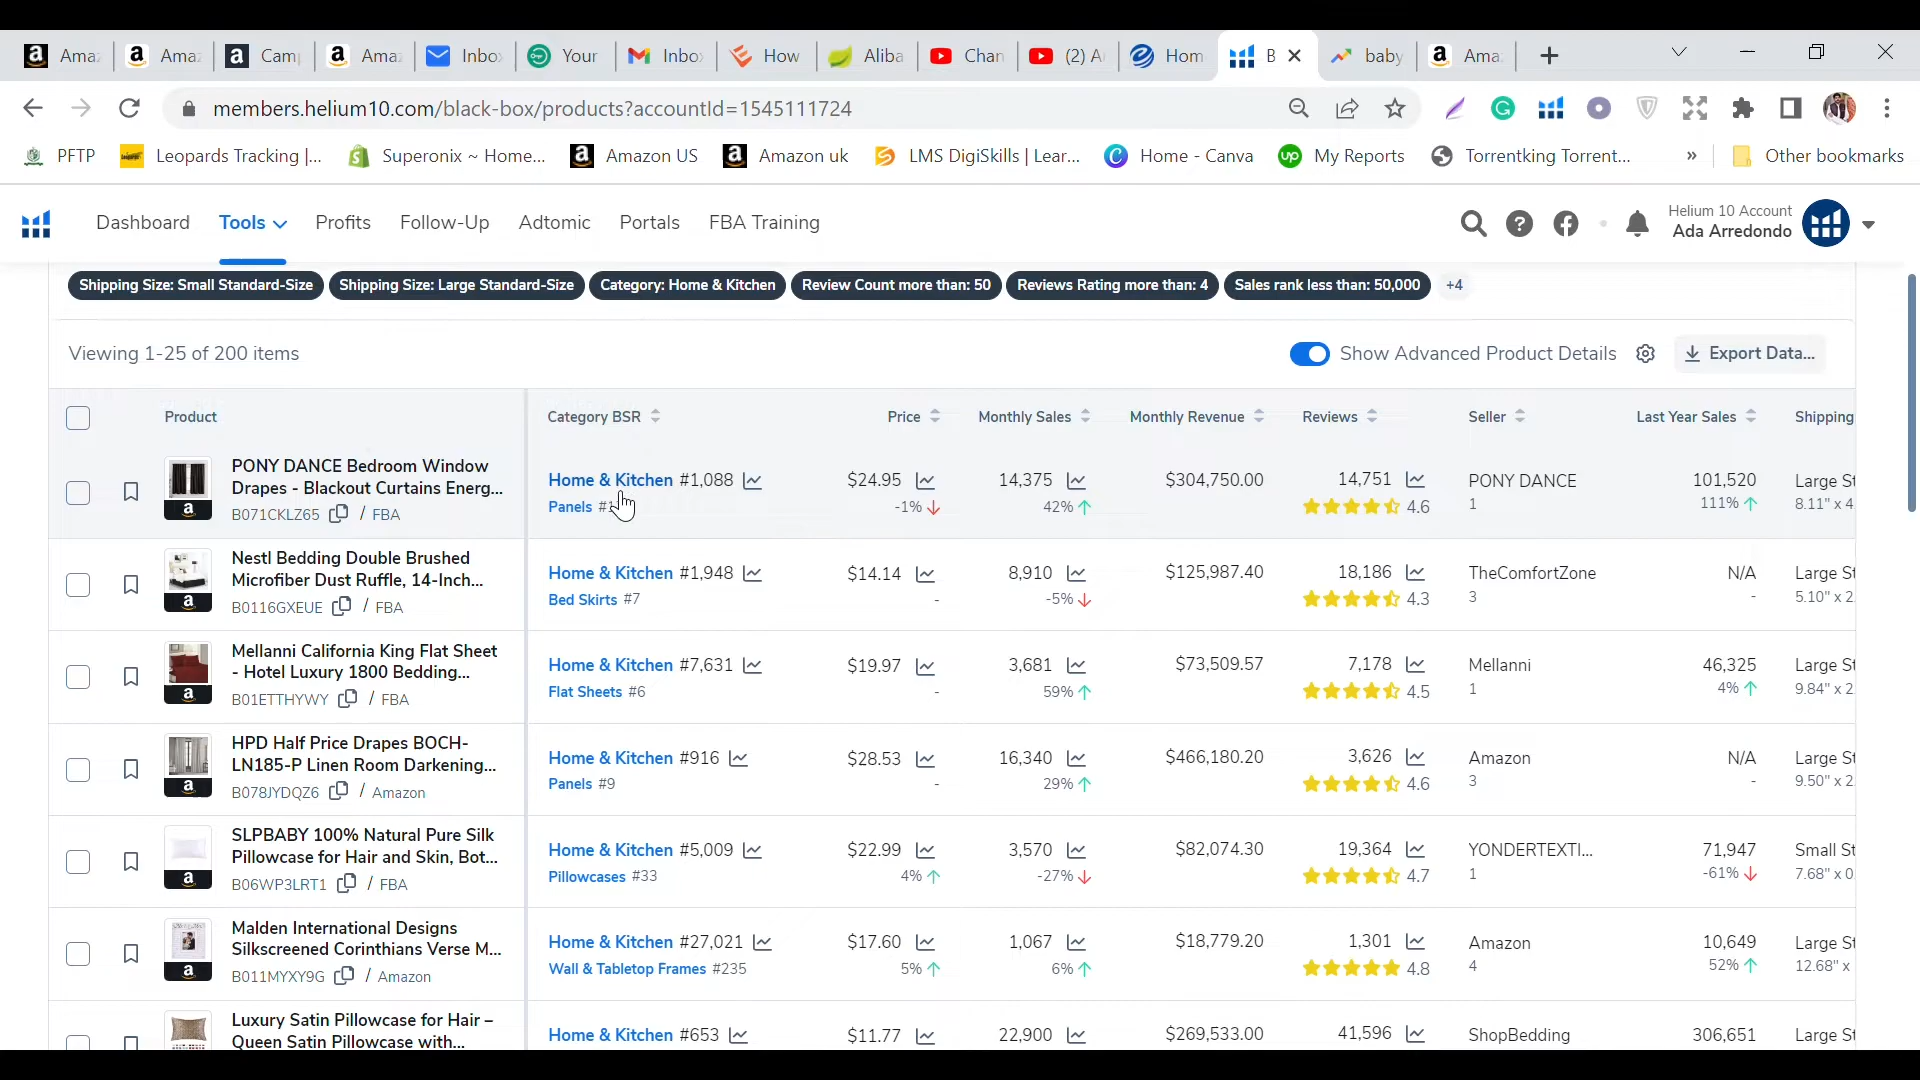 Ama
Ama
Cam
Ama
Inbo
Your
Inbo
How
Aliba
Chan
(2) A
Hom
B
baby
Ama
members.helium10.com/black-box/products?accountId=1545111724
PFTP
Leopards Tracking |...
Superonix ~ Home...
Amazon US
Amazon uk
LMS DigiSkills | Lear...
Home - Canva
My Reports
Torrentking Torrent...
»
Other bookmarks
Dashboard
Tools
Profits
Follow-Up
Adtomic
Portals
FBA Training
Helium 10 Account
Ada Arredondo
Shipping Size: Small Standard-Size
Shipping Size: Large Standard-Size
Category: Home & Kitchen
Review Count more than: 50
Reviews Rating more than: 4
Sales rank less than: 50,000
+4
Viewing 1-25 of 200 items
Show Advanced Product Details
Export Data...
Product
Category BSR
Price
Monthly Sales
Monthly Revenue
Reviews
Seller
Last Year Sales
Shipping
PONY DANCE Bedroom Window
Drapes - Blackout Curtains Energ...
B071CKLZ65 / FBA
Home & Kitchen #1,088
Panels
$24.95
-1%
14,375
42%
$304,750.00
14,751
4.6
PONY DANCE
1
101,520
111%
Large St
8.11" x 4
Nestl Bedding Double Brushed
Microfiber Dust Ruffle, 14-Inch...
B0116GXEUE / FBA
Home & Kitchen #1,948
Bed Skirts #7
$14.14
-
8,910
-5%
$125,987.40
18,186
4.3
TheComfortZone
3
N/A
-
Large St
5.10" x 2
Mellanni California King Flat Sheet
- Hotel Luxury 1800 Bedding...
B01ETTHYWY / FBA
Home & Kitchen #7,631
Flat Sheets #6
$19.97
-
3,681
59%
$73,509.57
7,178
4.5
Mellanni
1
46,325
4%
Large St
9.84" x 2
HPD Half Price Drapes BOCH-
LN185-P Linen Room Darkening...
B078JYDQZ6 / Amazon
Home & Kitchen #916
Panels #9
$28.53
-
16,340
29%
$466,180.20
3,626
4.6
Amazon
3
N/A
-
Large St
9.50" x 2
SLPBABY 100% Natural Pure Silk
Pillowcase for Hair and Skin, Bot...
B06WP3LRT1 / FBA
Home & Kitchen #5,009
Pillowcases #33
$22.99
4%
3,570
-27%
$82,074.30
19,364
4.7
YONDERTEXTI...
1
71,947
-61%
Small St
7.68" x 0
Malden International Designs
Silkscreened Corinthians Verse M...
B011MYXY9G / Amazon
Home & Kitchen #27,021
Wall & Tabletop Frames #235
$17.60
5%
1,067
6%
$18,779.20
1,301
4.8
Amazon
4
10,649
52%
Large St
12.68" x
Luxury Satin Pillowcase for Hair –
Queen Satin Pillowcase with...
Home & Kitchen #653
$11.77
22,900
$269,533.00
41,596
ShopBedding
306,651
Large St